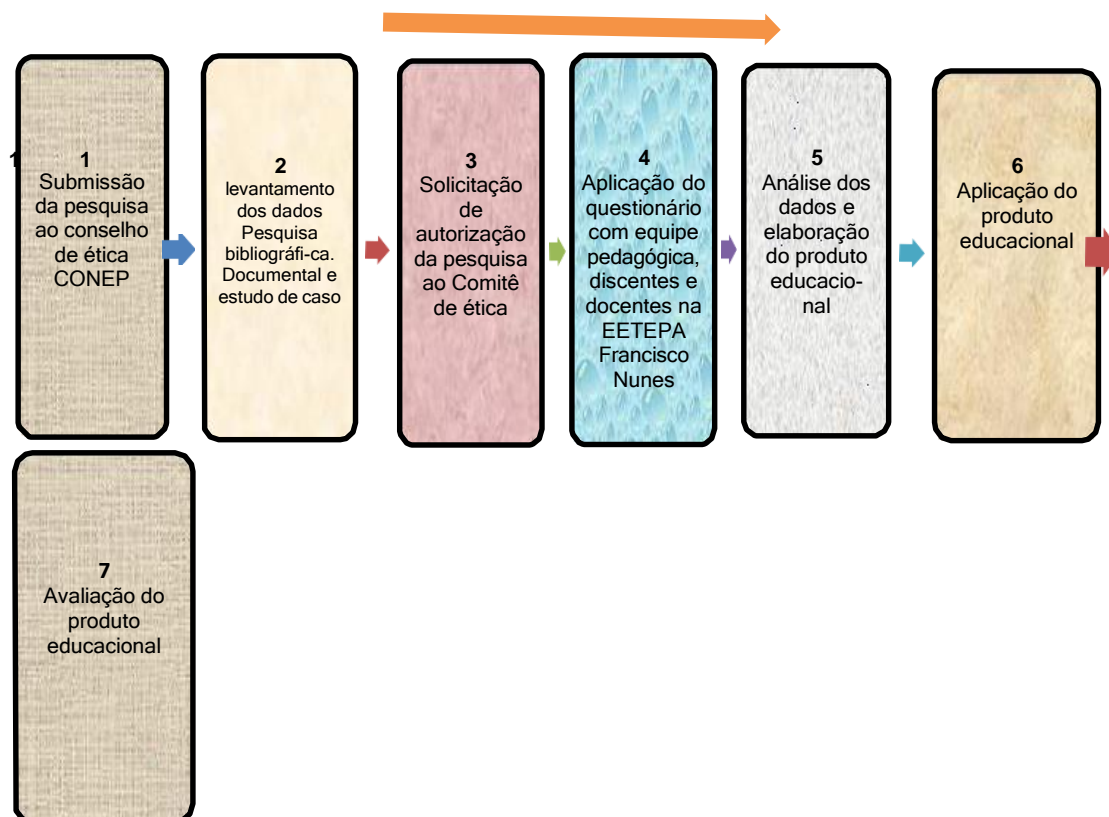 1
1
Submissão
da pesquisa
ao conselho
de ética
CONEP
2
levantamento
dos dados
Pesquisa
bibliográfi-ca.
Documental e
estudo de caso
3
Solicitação
de
autorização
da pesquisa
ao Comitê
de ética
4
Aplicação do
questionário
com equipe
pedagógica,
discentes e
docentes na
EETEPA
Francisco
Nunes
5
Análise dos
dados e
elaboração
do produto
educacio-
nal
6
Aplicação do
produto
educacional
7
Avaliação do
produto
educacional